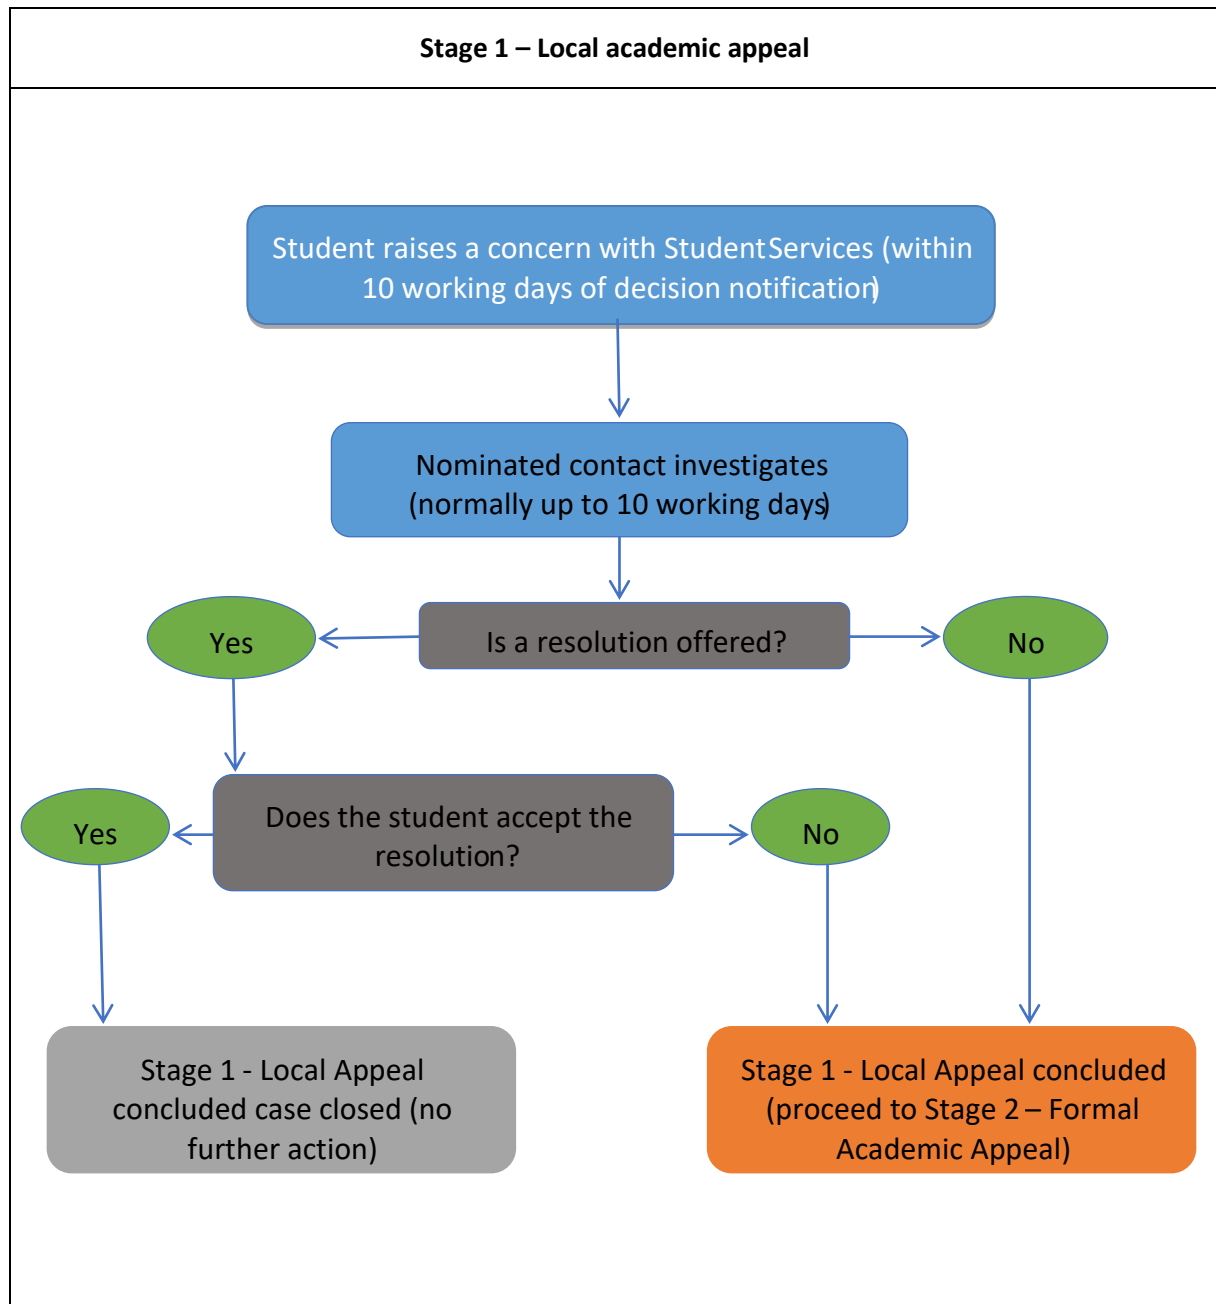 Stage 1 – Local academic appeal
Student raises a concern with Student Services (within
10 working days of decision notification)
Nominated contact investigates
(normally up to 10 working days)
Yes
Is a resolution offered?
No
Yes
Does the student accept the
resolution?
No
Stage 1 - Local Appeal
concluded case closed (no
further action)
Stage 1 - Local Appeal concluded
(proceed to Stage 2 – Formal
Academic Appeal)